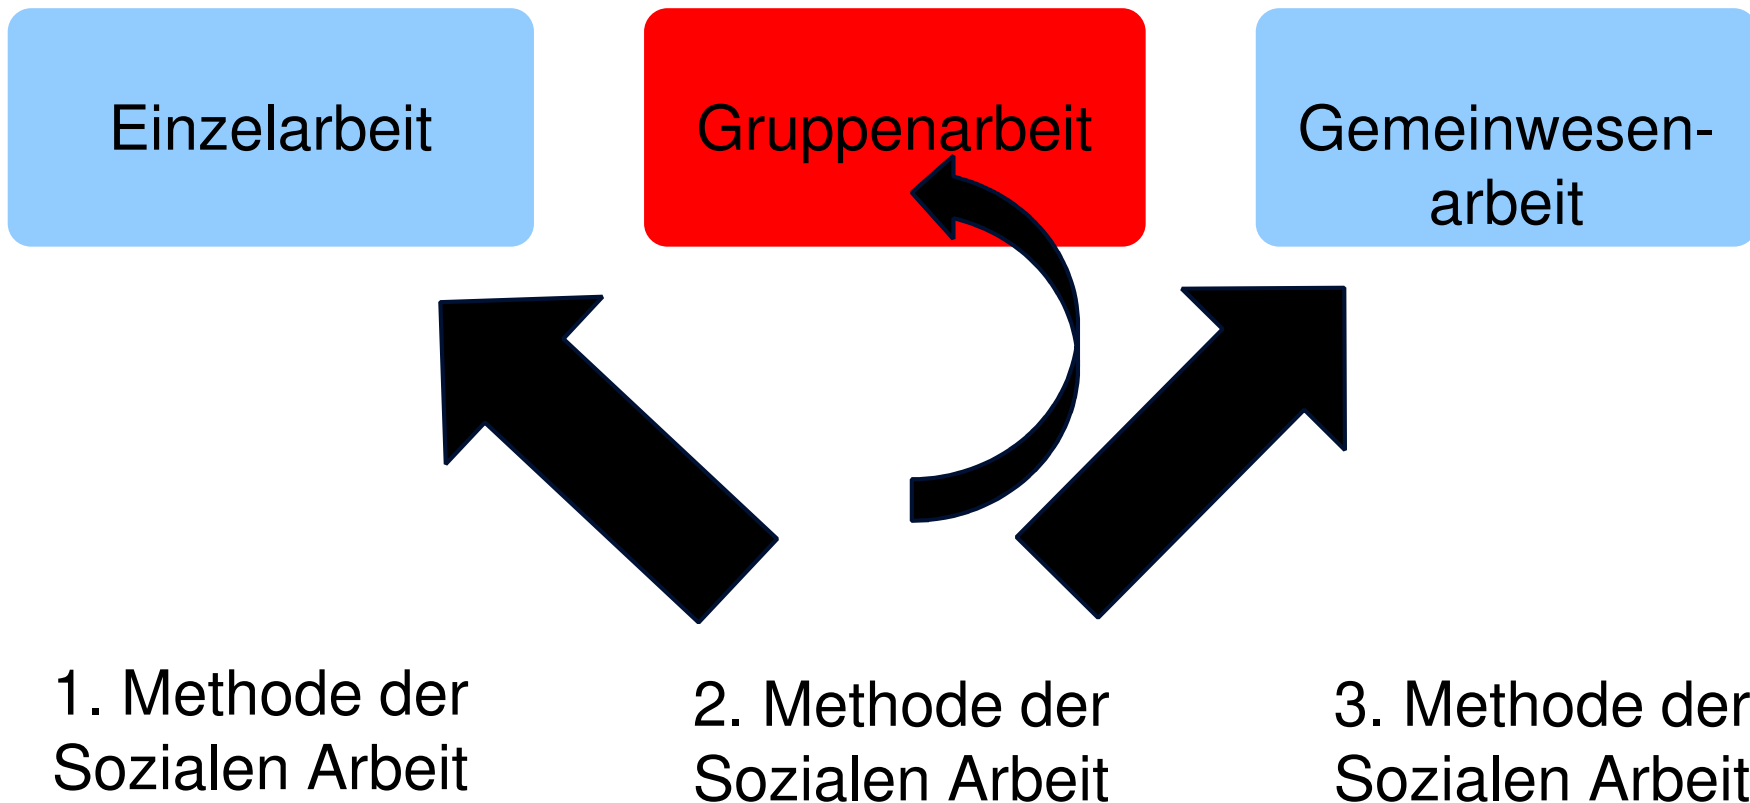 Einzelarbeit
Gruppenarbeit
Gemeinwesen-
arbeit
1. Methode der
Sozialen Arbeit
2. Methode der
Sozialen Arbeit
3. Methode der
Sozialen Arbeit